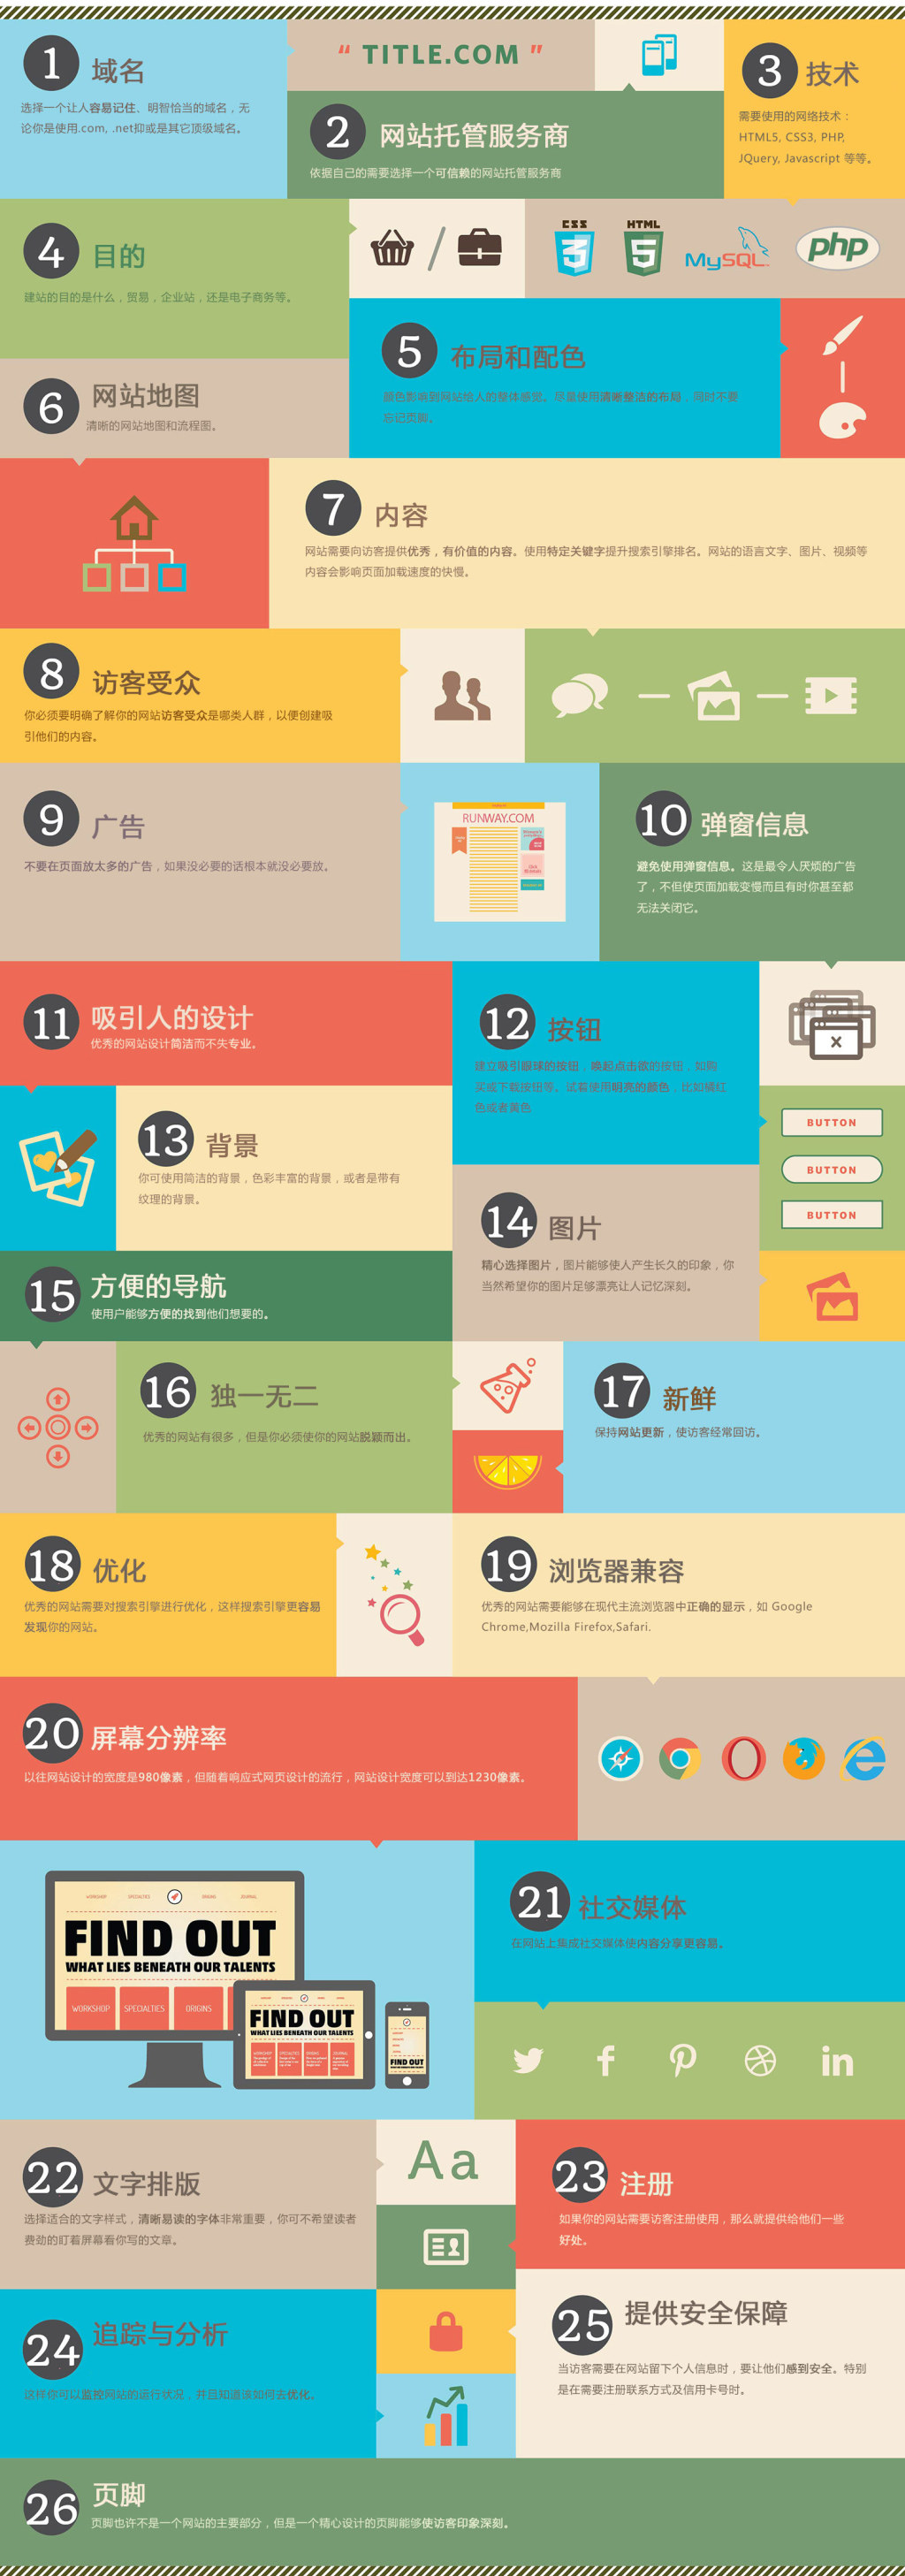 1 域名
选择一个让人容易记住、明智恰当的域名，无
论你是使用.com, .net抑或是其它顶级域名。
“ TITLE.COM ”
2 网站托管服务商
依据自己的需要选择一个可信赖的网站托管服务商
3 技术
需要使用的网络技术：
HTML5, CSS3, PHP,
JQuery, Javascript 等等。
4 目的
建站的目的是什么，贸易，企业站，还是电子商务等。
CSS 3
HTML 5
MySQL
php
5 布局和配色
颜色影响到网站给人的整体感觉。尽量使用清晰整洁的布局，同时不要
忘记页脚。
6 网站地图
清晰的网站地图和流程图。
7 内容
网站需要向访客提供优秀，有价值的内容。使用特定关键字提升搜索引擎排名。网站的语言文字、图片、视频等
内容会影响页面加载速度的快慢。
8 访客受众
你必须要明确了解你的网站访客受众是哪类人群，以便创建吸
引他们的内容。
9 广告
不要在页面放太多的广告，如果没必要的话根本就没必要放。
RUNWAY.COM
10 弹窗信息
避免使用弹窗信息。这是最令人厌烦的广告
了，不但使页面加载变慢而且有时你甚至都
无法关闭它。
11 吸引人的设计
优秀的网站设计简洁而不失专业。
12 按钮
建立吸引眼球的按钮，唤起点击欲的按钮，如购
买或下载按钮等。试着使用明亮的颜色，比如橘红
色或者黄色
BUTTON
BUTTON
BUTTON
13 背景
你可使用简洁的背景，色彩丰富的背景，或者是带有
纹理的背景。
14 图片
精心选择图片，图片能够使人产生长久的印象，你
当然希望你的图片足够漂亮让人记忆深刻。
15 方便的导航
使用户能够方便的找到他们想要的。
16 独一无二
优秀的网站有很多，但是你必须使你的网站脱颖而出。
17 新鲜
保持网站更新，使访客经常回访。
18 优化
优秀的网站需要对搜索引擎进行优化，这样搜索引擎更容易
发现你的网站。
19 浏览器兼容
优秀的网站需要能够在现代主流浏览器中正确的显示，如 Google
Chrome,Mozilla Firefox,Safari.
20 屏幕分辨率
以往网站设计的宽度是980像素，但随着响应式网页设计的流行，网站设计宽度可以到达1230像素。
WORKSHOP SPECIALTIES ORIGINS JOURNAL
FIND OUT
WHAT LIES BENEATH OUR TALENTS
WORKSHOP SPECIALTIES ORIGINS
FIND OUT
WHAT LIES BENEATH OUR TALENTS
WORKSHOP SPECIALTIES ORIGINS JOURNAL
FIND OUT
21 社交媒体
在网站上集成社交媒体使内容分享更容易。
f
in
22 文字排版
选择适合的文字样式，清晰易读的字体非常重要，你可不希望读者
费劲的盯着屏幕看你写的文章。
Aa
23 注册
如果你的网站需要访客注册使用，那么就提供给他们一些
好处。
24 追踪与分析
这样你可以监控网站的运行状况，并且知道该如何去优化。
25 提供安全保障
当访客需要在网站留下个人信息时，要让他们感到安全。特别
是在需要注册联系方式及信用卡号时。
26 页脚
页脚也许不是一个网站的主要部分，但是一个精心设计的页脚能够使访客印象深刻。